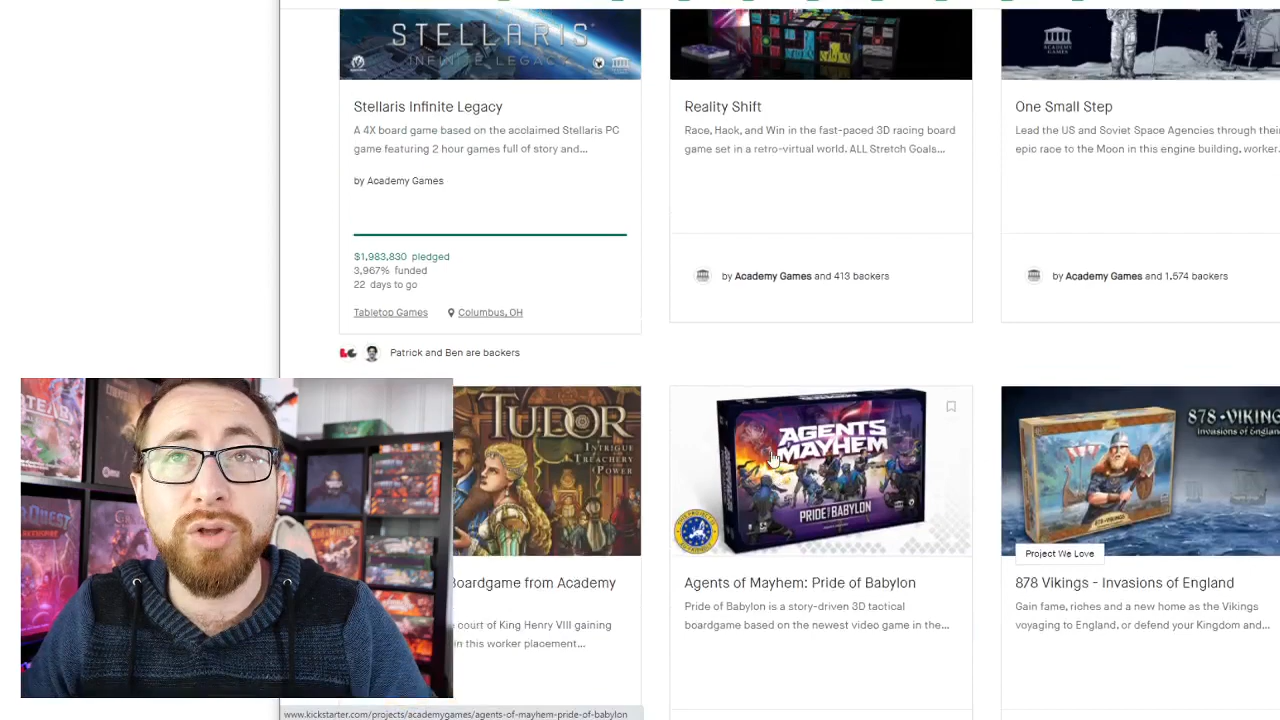 STELLARIS
INFINITE LEGACY
ACADEMY
GAMES
Stellaris Infinite Legacy
A 4X board game based on the acclaimed Stellaris PC
game featuring 2 hour games full of story and...
by Academy Games
$1,983,830 pledged
3,967% funded
22 days to go
Tabletop Games
Columbus, OH
Patrick and Ben are backers
Reality Shift
Race, Hack, and Win in the fast-paced 3D racing board
game set in a retro-virtual world. ALL Stretch Goals...
by Academy Games and 413 backers
One Small Step
Lead the US and Soviet Space Agencies through their
epic race to the Moon in this engine building, worker
by Academy Games and 1,574 backers
TUDOR
INTRIGUE
TREACHERY
& POWER
Boardgame from Academy
court of King Henry VIII gaining
in this worker placement...
AGENTS
MAYHEM
PRIDE OF BABYLON
Agents of Mayhem: Pride of Babylon
Pride of Babylon is a story-driven 3D tactical
boardgame based on the newest video game in the...
878 VIKINGS
Invasions of England
878-VIKINGS
Project We Love
878 Vikings - Invasions of England
Gain fame, riches and a new home as the Vikings
voyaging to England, or defend your Kingdom and...
www.kickstarter.com/projects/academygames/agents-of-mayhem-pride-of-babylon